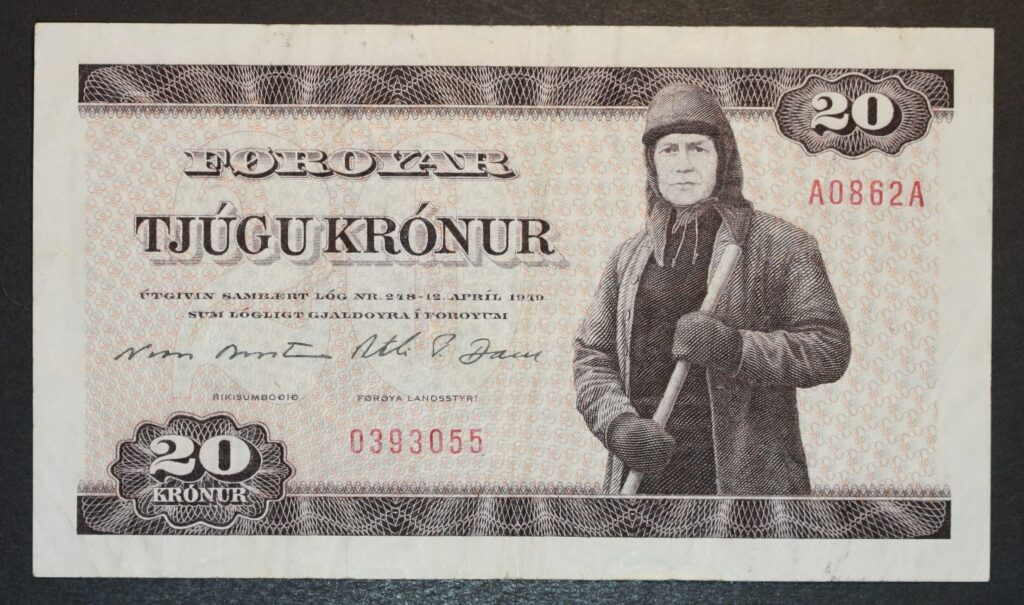 20
FØROYAR
A0862A
TJÚGU KRÓNUR
ÚTGIVIN SAMBÆRT LÓG NR. 248-12. APRÍL 1949
SUM LÓGLIGT GJALDOYRA Í FØROYUM
RÍKISUMBOÐIÐ FØROYA LANDSSTÝRI
0393055
20
KRÓNUR